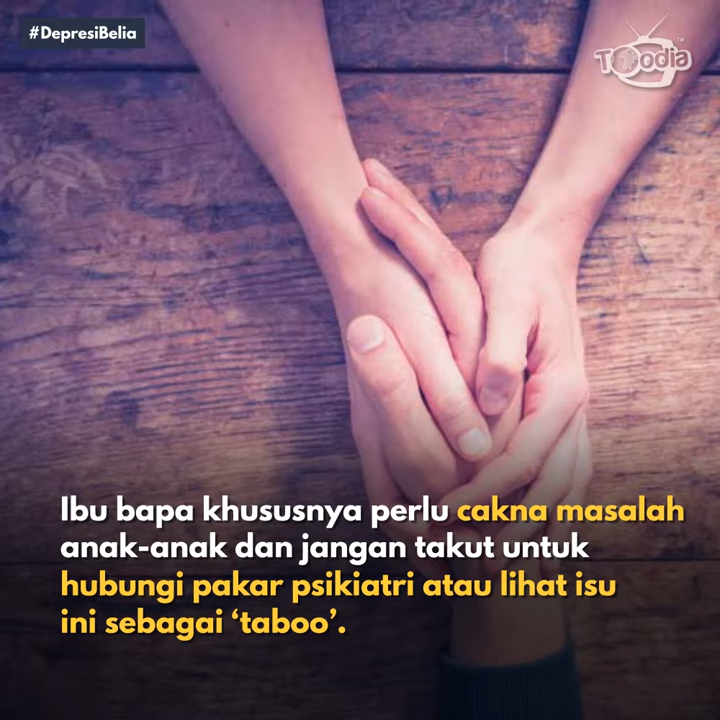 #DepresiBelia
Toodia
Ibu bapa khususnya perlu cakna masalah
anak-anak dan jangan takut untuk
hubungi pakar psikiatri atau lihat isu
ini sebagai ‘taboo’.